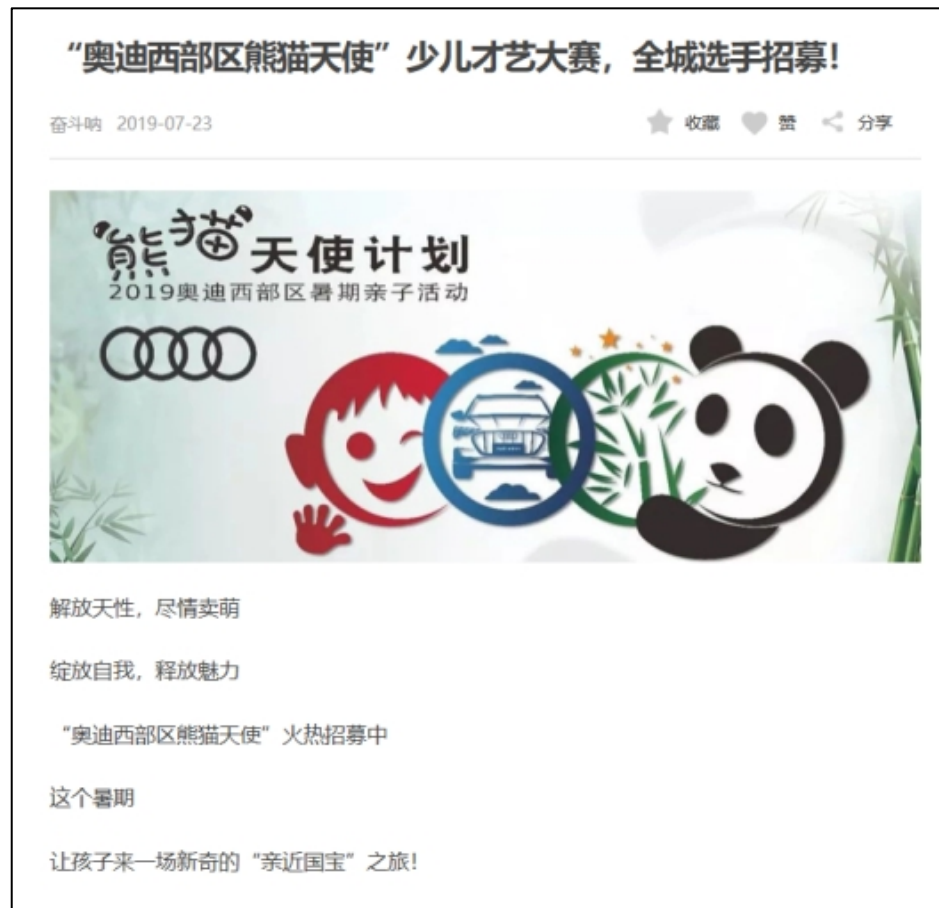 “奥迪西部区熊猫天使”少儿才艺大赛，全城选手招募！
奋斗呐 2019-07-23
收藏 赞 分享
熊猫天使计划
2019奥迪西部区暑期亲子活动
解放天性，尽情卖萌
绽放自我，释放魅力
“奥迪西部区熊猫天使”火热招募中
这个暑期
让孩子来一场新奇的“亲近国宝”之旅！